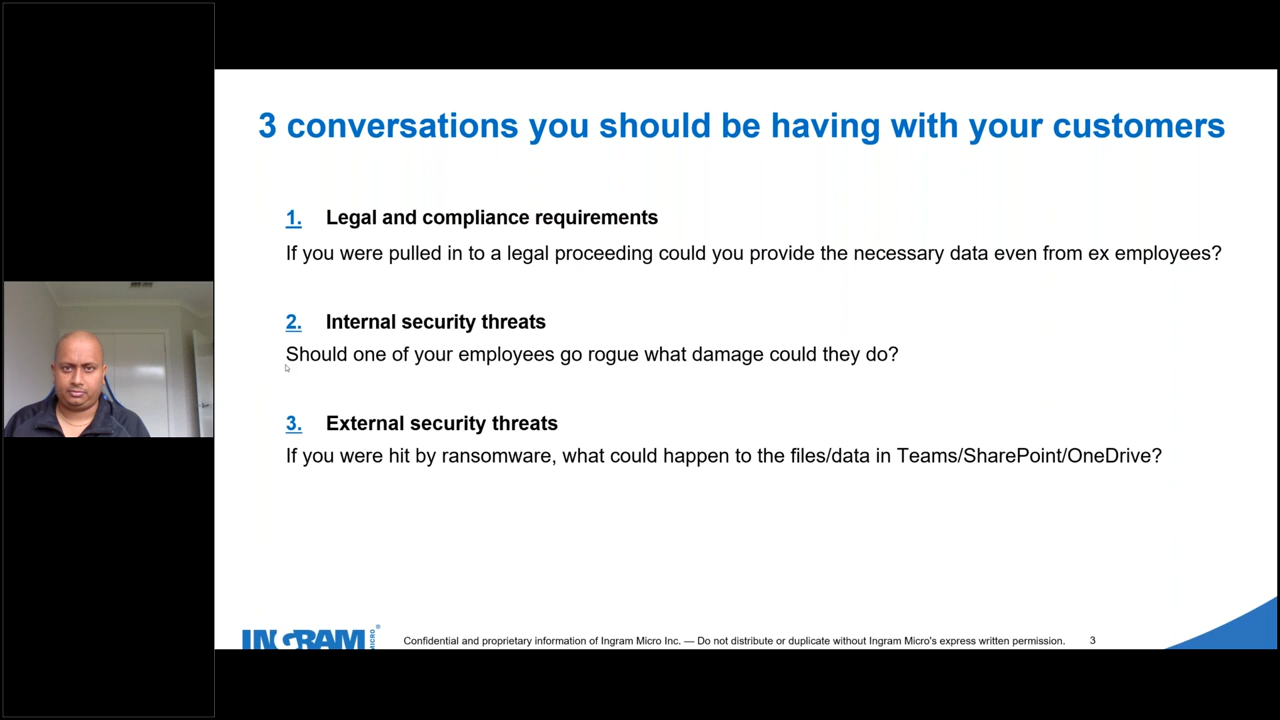 3 conversations you should be having with your customers
1. Legal and compliance requirements
If you were pulled in to a legal proceeding could you provide the necessary data even from ex employees?
2. Internal security threats
Should one of your employees go rogue what damage could they do?
3. External security threats
If you were hit by ransomware, what could happen to the files/data in Teams/SharePoint/OneDrive?
INGRAM MICRO ®
Confidential and proprietary information of Ingram Micro Inc. — Do not distribute or duplicate without Ingram Micro's express written permission. 3